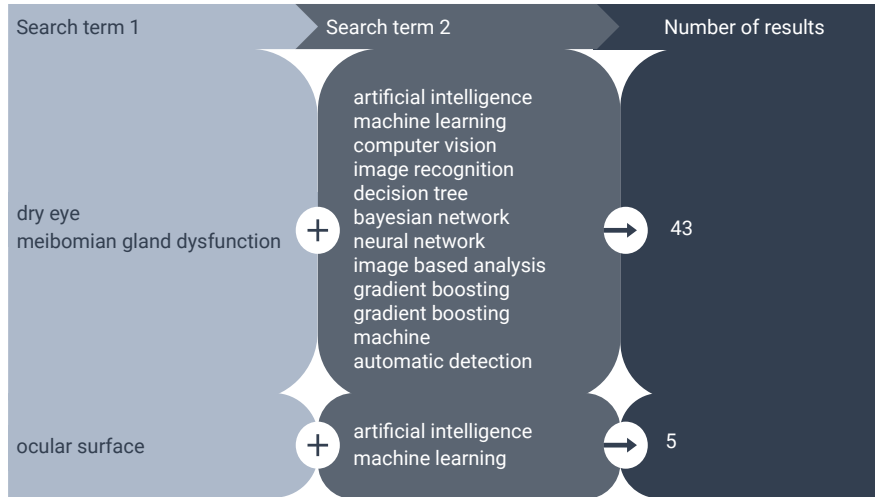 Search term 1
Search term 2
Number of results
dry eye
meibomian gland dysfunction
+
artificial intelligence
machine learning
computer vision
image recognition
decision tree
bayesian network
neural network
image based analysis
gradient boosting
gradient boosting
machine
automatic detection
43
ocular surface
+
artificial intelligence
machine learning
5